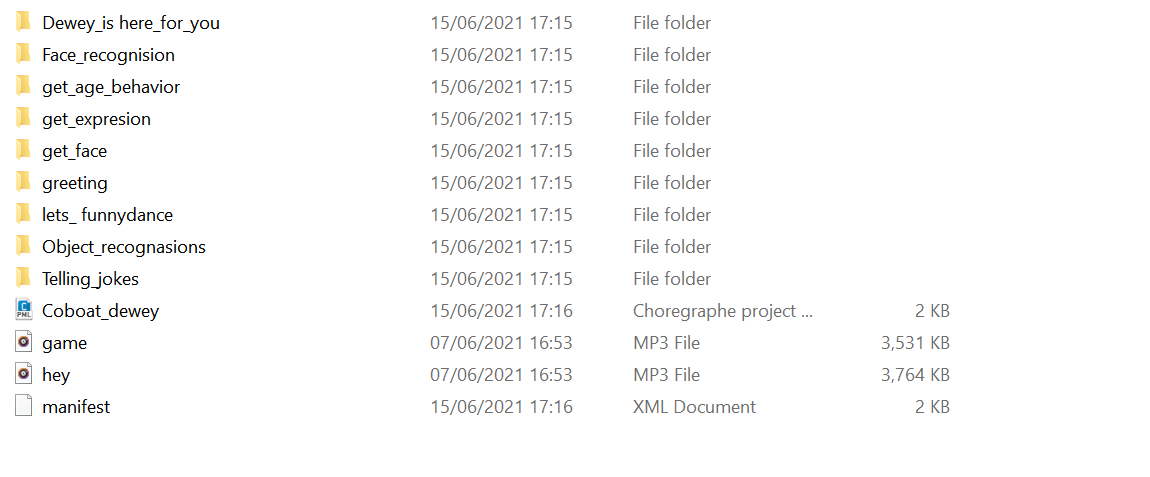 Dewey_is here_for_you 15/06/2021 17:15 File folder
Face_recognision 15/06/2021 17:15 File folder
get_age_behavior 15/06/2021 17:15 File folder
get_expresion 15/06/2021 17:15 File folder
get_face 15/06/2021 17:15 File folder
greeting 15/06/2021 17:15 File folder
lets_ funnydance 15/06/2021 17:15 File folder
Object_recognasions 15/06/2021 17:15 File folder
Telling_jokes 15/06/2021 17:15 File folder
C PML Coboat_dewey 15/06/2021 17:16 Choregraphe project ... 2 KB
game 07/06/2021 16:53 MP3 File 3,531 KB
hey 07/06/2021 16:53 MP3 File 3,764 KB
manifest 15/06/2021 17:16 XML Document 2 KB